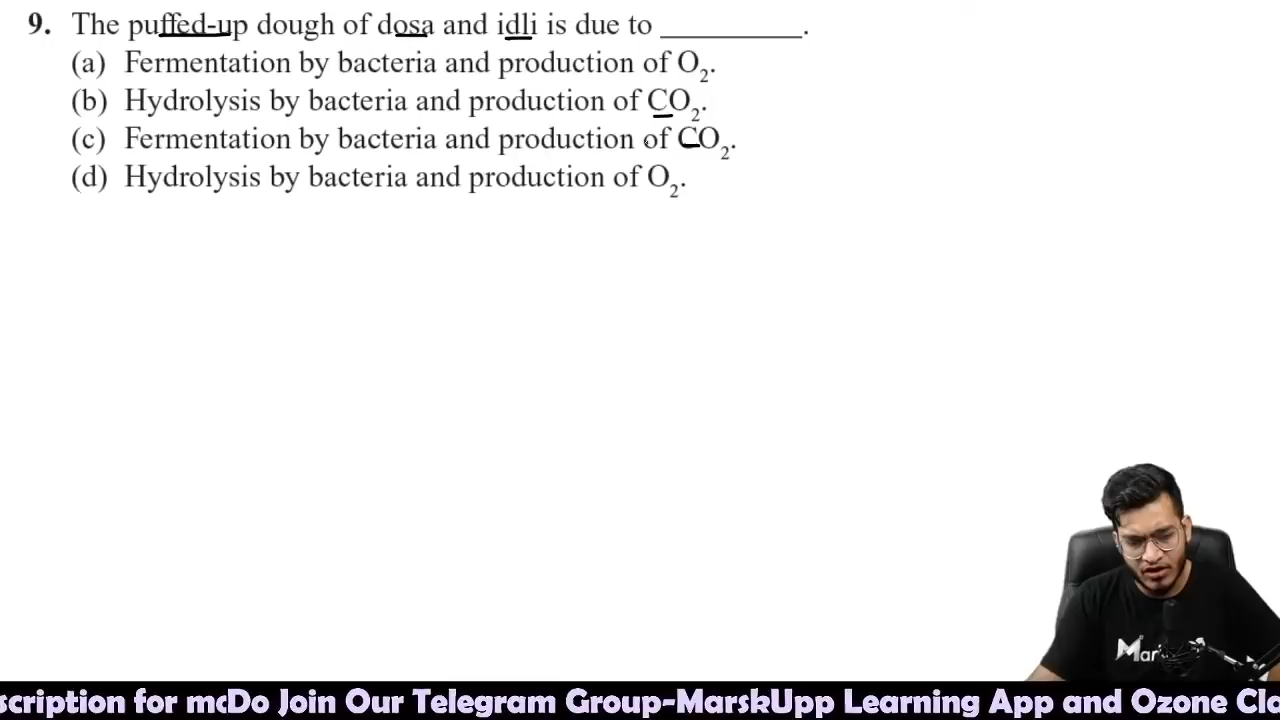 9. The puffed-up dough of dosa and idli is due to __________.
(a) Fermentation by bacteria and production of O₂.
(b) Hydrolysis by bacteria and production of CO₂.
(c) Fermentation by bacteria and production of CO₂.
(d) Hydrolysis by bacteria and production of O₂.
Mar
scription for mcDo Join Our Telegram Group-MarskUpp Learning App and Ozone Cla